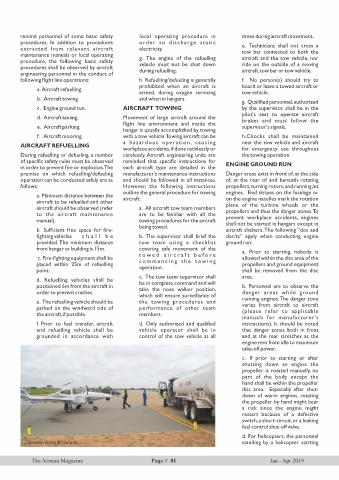 remind personnel of some basic safety
procedures. In addition to procedures
extracted from relevant aircraft
maintenance manuals or local operating
procedure, the following basic safety
procedures shall be observed by aircraft
engineering personnel in the conduct of
following flight line operations:
a. Aircraft refuelling.
b. Aircraft towing.
c. Engine ground run.
d. Aircraft taxiing.
e. Aircraft parking.
f. Aircraft mooring.
AIRCRAFT REFUELLING
During refuelling or defueling, a number
of specific safety rules must be observed
in order to prevent fire or explosion. The
premise on which refuelling/defueling
operation can be conducted safely are as
follows:
a. Minimum distance between the
aircraft to be refuelled and other
aircraft should be observed (refer
to the aircraft maintenance
manual).
b. Sufficient free space for fire-
fighting-vehicles shall be
provided. The minimum distance
from hangar or building is 15m.
c. Fire-fighting equipment shall be
placed within 25m of refuelling
point.
d. Refuelling vehicles shall be
positioned 6m from the aircraft in
order to prevent crashes.
e. The refuelling vehicle should be
parked on the windward side of
the aircraft, if possible.
f. Prior to fuel transfer, aircraft
and refuelling vehicle shall be
grounded in accordance with
local operating procedure in
order to discharge static
electricity.
g. The engine of the refuelling
vehicle must not be shut down
during refuelling.
h. Refuelling/defueling is generally
prohibited when an aircraft is
armed, during oxygen servicing
and when in hangars.
AIRCRAFT TOWING
Movement of large aircraft around the
flight line environment and inside the
hangar is usually accomplished by towing
with a tow vehicle. Towing aircraft can be
a hazardous operation, causing
workplace accidents, if done recklessly or
carelessly. Aircraft engineering units are
reminded that specific instructions for
each aircraft type are detailed in the
manufacturer's maintenance instructions
and should be followed in all instances.
However, the following instructions
outline the general procedure for towing
aircraft:
a. All aircraft tow team members
are to be familiar with all the
towing procedures for the aircraft
being towed.
b. The supervisor shall brief the
tow team using a checklist
covering safe movement of the
towed aircraft before
commencing the towing
operation.
c. The tow team supervisor shall
be in complete command and will
take the nose walker position,
which will ensure surveillance of
the towing procedures and
performance of other team
members.
d. Only authorized and qualified
vehicle operator shall be in
control of the tow vehicle at all
times during aircraft movement.
e. Technicians shall not cross a
tow bar connected to both the
aircraft and the tow vehicle, nor
ride on the outside of a moving
aircraft, tow bar or tow vehicle.
f. No person(s) should try to
board or leave a towed aircraft or
tow vehicle.
g. Qualified personnel, authorized
by the supervisor, shall be in the
pilot's seat to operate aircraft
brakes and must follow the
supervisor's signals.
h. Chocks shall be maintained
near the tow vehicle and aircraft
for emergency use throughout
the towing operation.
ENGINE GROUND RUN
Danger areas exist in front of, at the side
of, at the rear of and beneath rotating
propellers, turning rotors, and running jet
engines. Red stripes on the fuselage or
on the engine nacelles mark the rotation
plane of the turbine wheels or the
propellers and thus the danger zones. To
prevent workplace accidents, engines
shall not be started in hangars except in
aircraft shelters. The following "dos and
don'ts" apply when conducting engine
ground run:
a. Prior to starting, nobody is
allowed within the disc area of the
propellers and ground equipment
shall be removed from the disc
area.
b. Personnel are to observe the
danger areas while ground
running engines. The danger zone
varies from aircraft to aircraft
(please refer to applicable
manuals for manufacturer's
instructions). It should be noted
that danger zones both in front
and at the rear stretches as the
engine revs from idle to maximum
take-off power.
c. If prior to starting or after
shutting down an engine the
propeller is rotated manually, no
part of the body except the
hand shall be within the propeller
disc area. Especially after shut-
down of warm engines, rotating
the propeller by hand might bear
a risk since the engine might
restart because of a defective
switch, a short-circuit, or a leaking
fuel control shut-off valve.
d. For helicopters, the personnel
standing by a helicopter starting
The Airman Magazine
Page // 81
Jan - Apr 2019